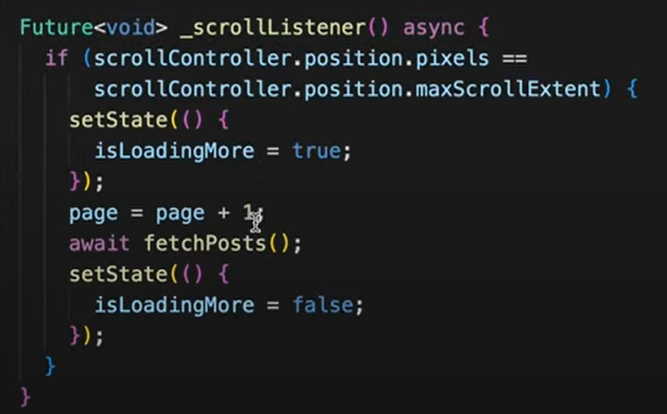 Future<void> _scrollListener() async {
  if (scrollController.position.pixels ==
      scrollController.position.maxScrollExtent) {
    setState(() {
      isLoadingMore = true;
    });
    page = page + 1;
    await fetchPosts();
    setState(() {
      isLoadingMore = false;
    });
  }
}